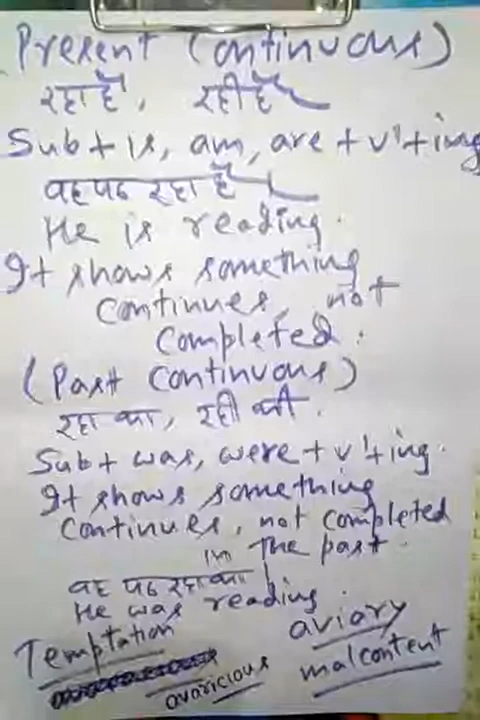 Present (Continuous)
रहा है, रही है
Sub + is, am, are + v'+ing
वह पढ़ रहा है।
He is reading.
It shows something
continues, not
completed.
(Past Continuous)
रहा था, रही थी.
Sub + was, were + v'+ing.
It shows something
continues, not completed
in the past.
वह पढ़ रहा था।
He was reading.
Temptation
avaricious
aviary
malcontent